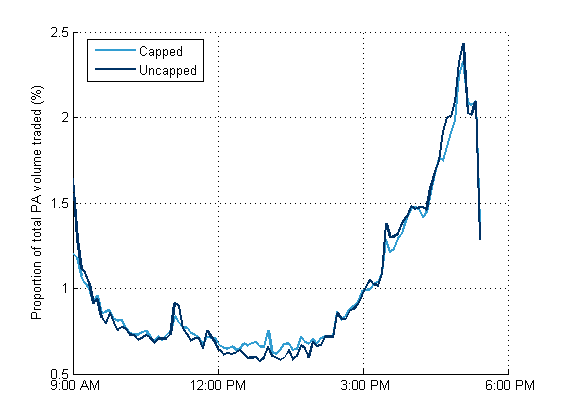 2.5
Capped
Uncapped
2
1.5
1
0.5
Proportion of total PA volume traded (%)
9:00 AM
12:00 PM
3:00 PM
6:00 PM